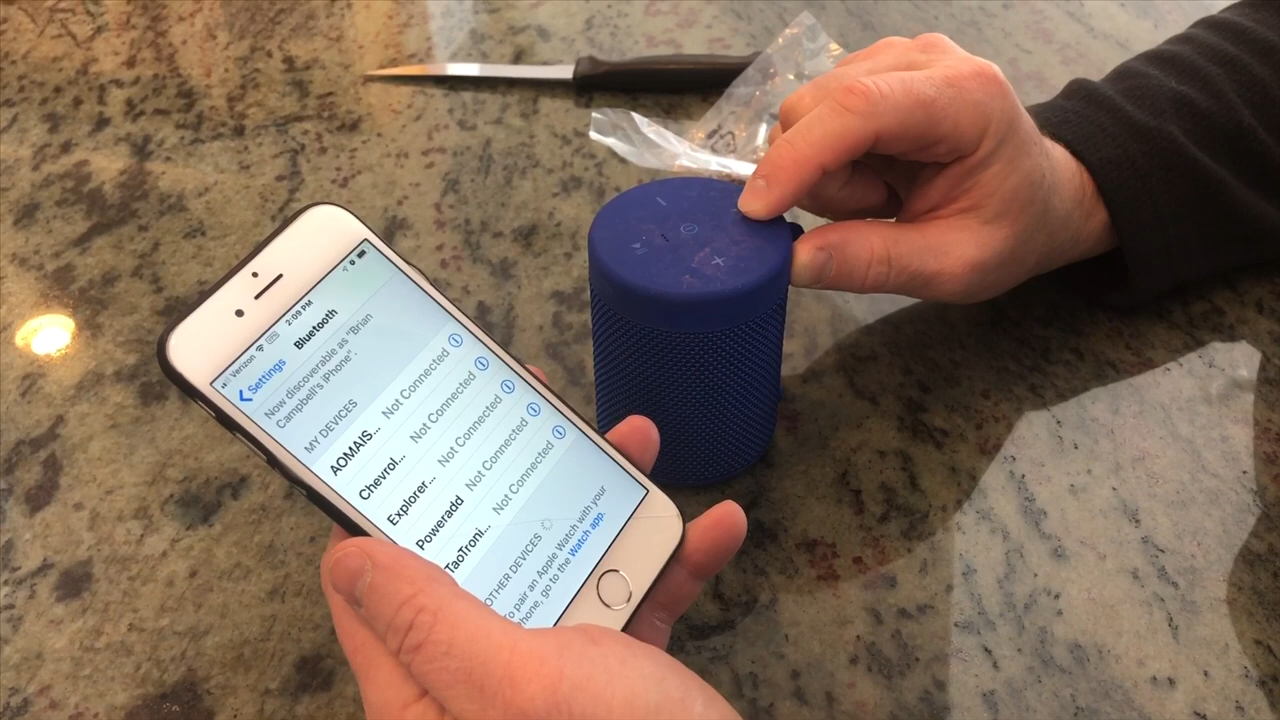 Verizon 2:09 PM
Settings Bluetooth
Now discoverable as "Brian
Campbell's iPhone".
MY DEVICES
AOMAIS... Not Connected
Chevrol... Not Connected
Explorer... Not Connected
Poweradd Not Connected
TaoTroni... Not Connected
OTHER DEVICES
To pair an Apple Watch with your
iPhone, go to the Watch app.